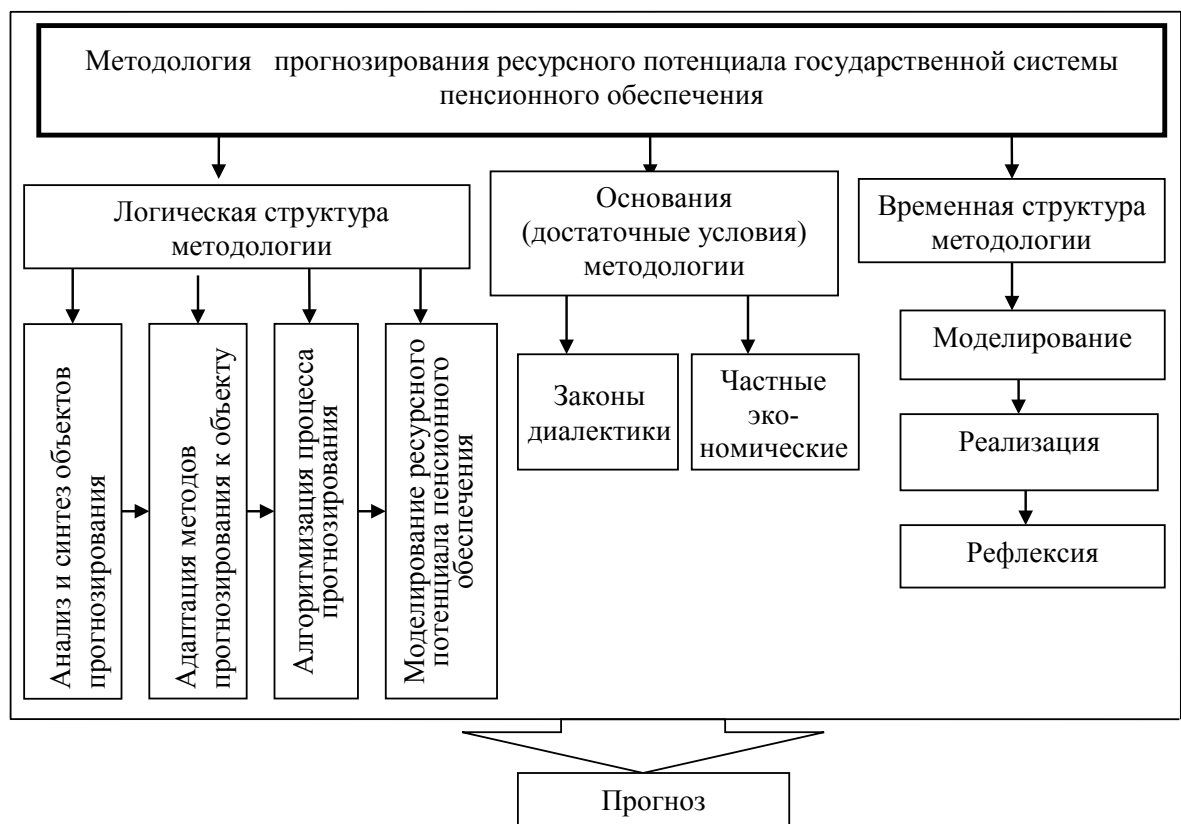 Методология прогнозирования ресурсного потенциала государственной системы
пенсионного обеспечения
Логическая структура
методологии
Основания
(достаточные условия)
методологии
Временная структура
методологии
Анализ и синтез объектов
прогнозирования
Адаптация методов
прогнозирования к объекту
Алгоритмизация процесса
прогнозирования
Моделирование ресурсного
потенциала пенсионного
обеспечения
Законы
диалектики
Частные
эко-
номические
Моделирование
Реализация
Рефлексия
Прогноз